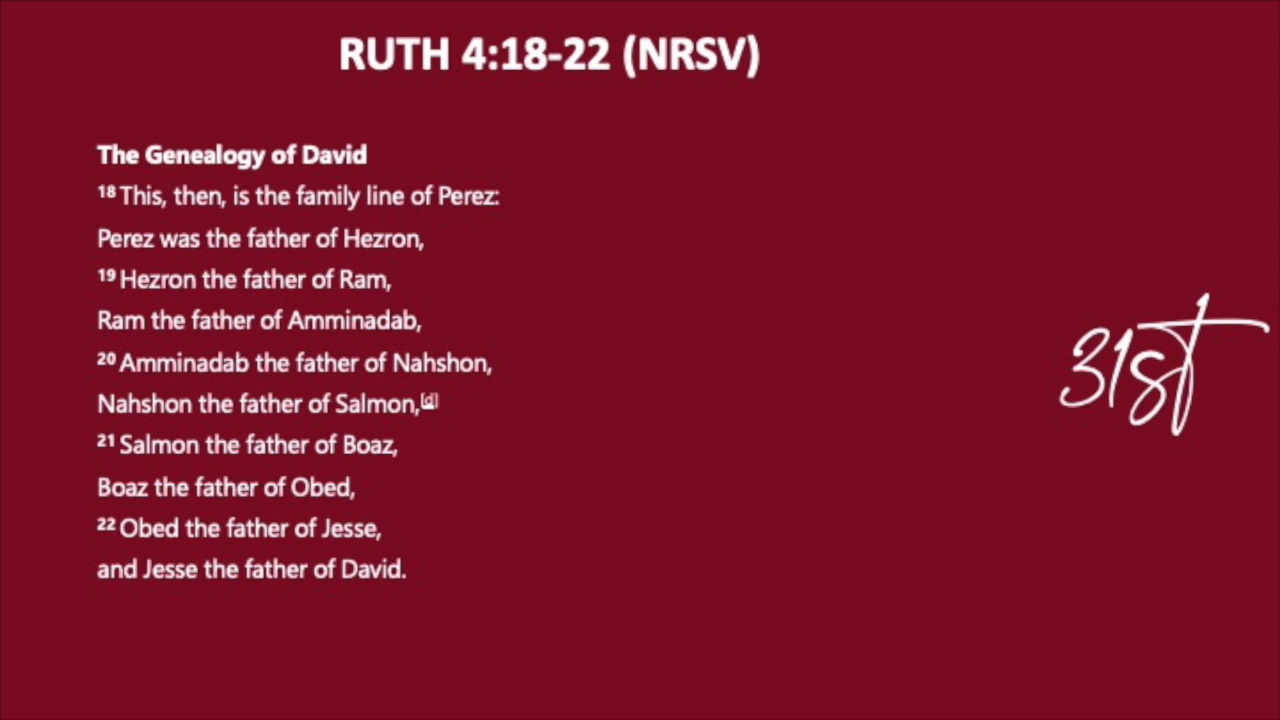 RUTH 4:18-22 (NRSV)
The Genealogy of David
18 This, then, is the family line of Perez:
Perez was the father of Hezron,
19 Hezron the father of Ram,
Ram the father of Amminadab,
20 Amminadab the father of Nahshon,
Nahshon the father of Salmon,[d]
21 Salmon the father of Boaz,
Boaz the father of Obed,
22 Obed the father of Jesse,
and Jesse the father of David.
31st